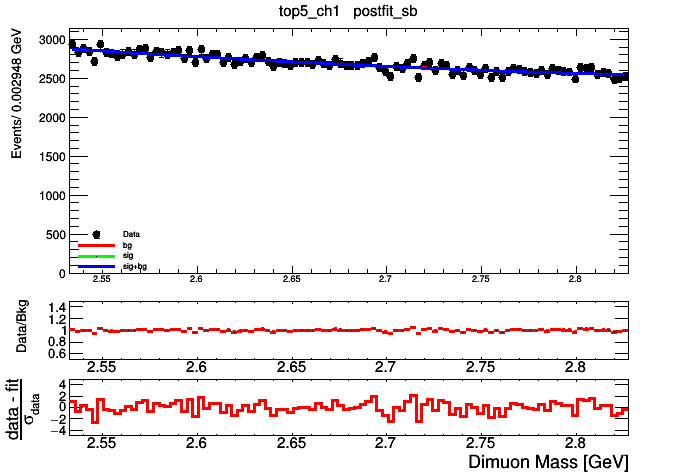 top5_ch1 postfit_sb
Events/ 0.002948 GeV
3000
2500
2000
1500
1000
500
0
Data
bg
sig
sig+bg
2.55 2.6 2.65 2.7 2.75 2.8
Data/Bkg
1.4
1.2
1
0.8
0.6
2.55 2.6 2.65 2.7 2.75 2.8
data - fit
σdata
4
2
0
−2
−4
2.55 2.6 2.65 2.7 2.75 2.8
Dimuon Mass [GeV]